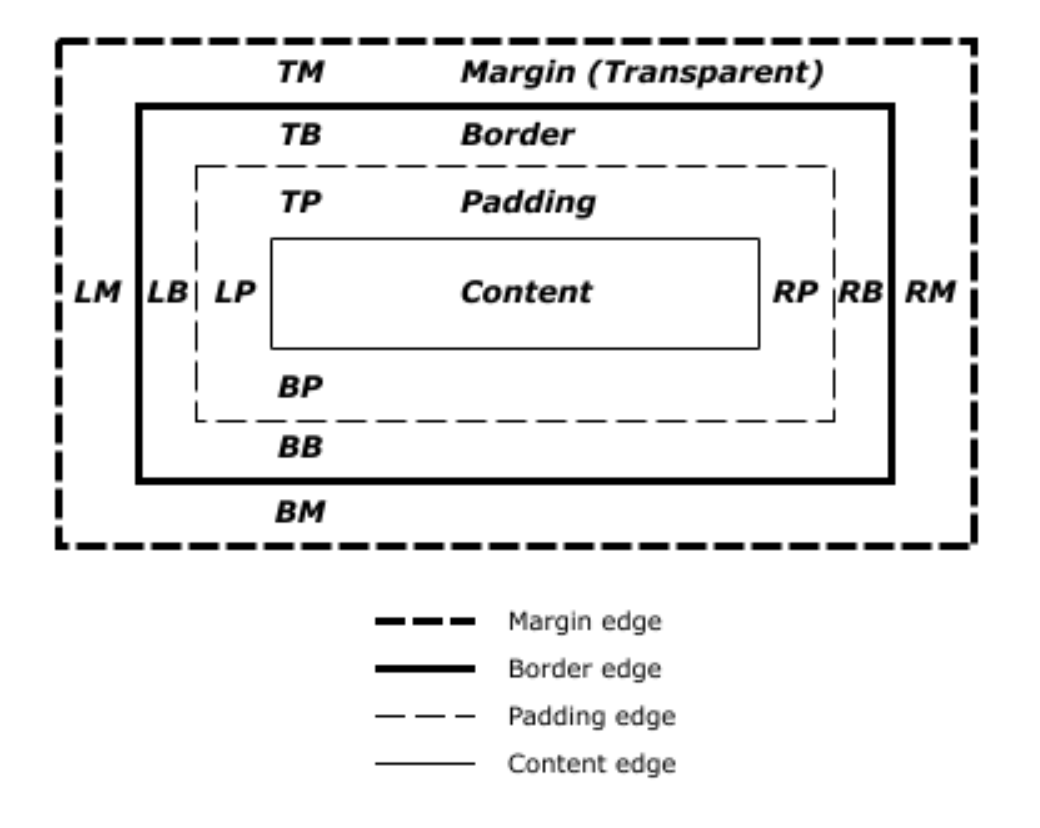 TM Margin (Transparent)
TB Border
TP Padding
LM LB LP Content RP RB RM
BP
BB
BM
Margin edge
Border edge
Padding edge
Content edge